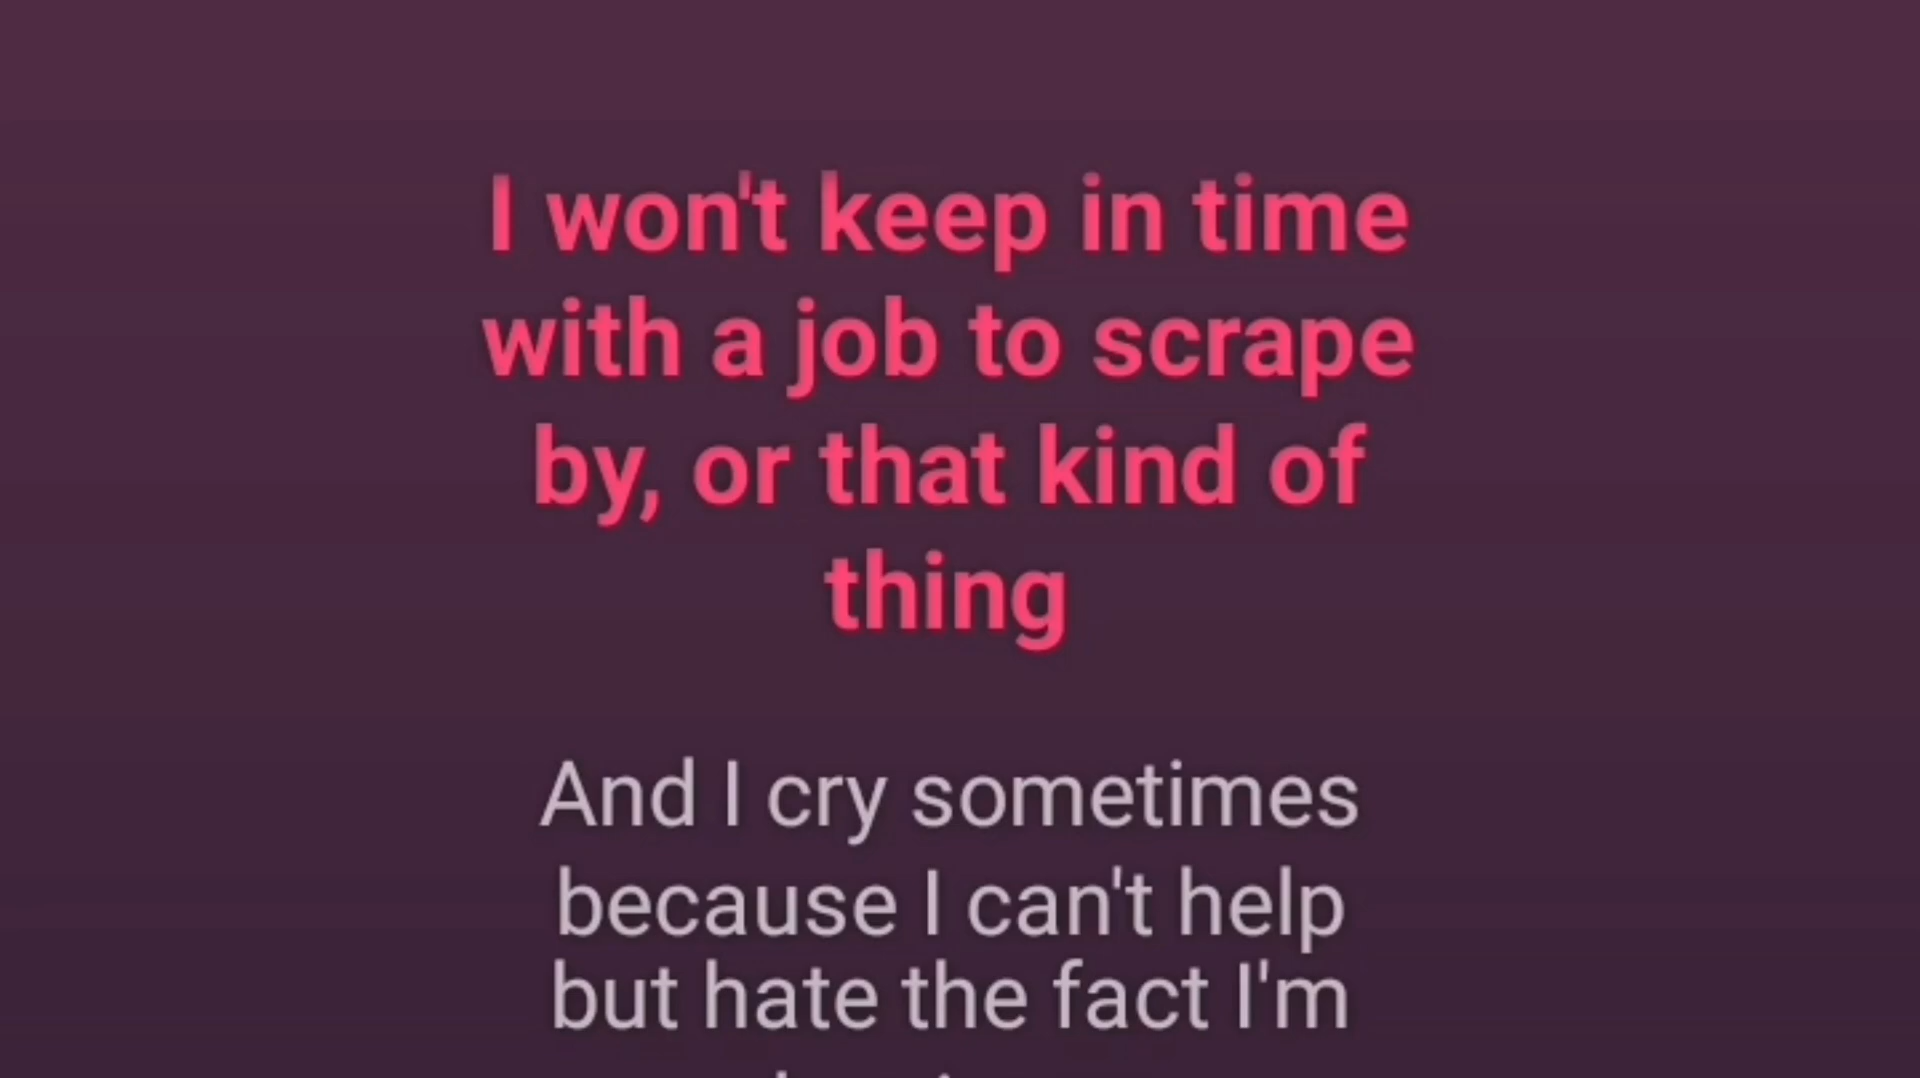 I won't keep in time
with a job to scrape
by, or that kind of
thing
And I cry sometimes
because I can't help
but hate the fact I'm